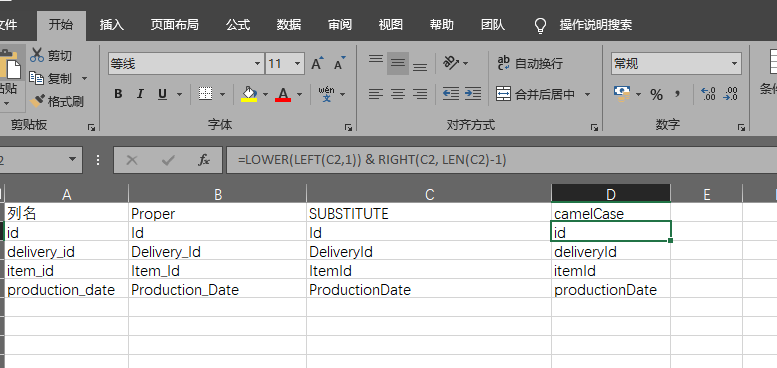 文件 开始 插入 页面布局 公式 数据 审阅 视图 帮助 团队 操作说明搜索
剪切 等线 11 A A ab 自动换行 常规
粘贴 复制
格式刷 B I U A wén 文 合并后居中 % , .00 .00 条件
剪贴板 字体 对齐方式 数字
2 fx =LOWER(LEFT(C2,1)) & RIGHT(C2, LEN(C2)-1)
A B C D E
列名 Proper SUBSTITUTE camelCase
id Id Id id
delivery_id Delivery_Id DeliveryId deliveryId
item_id Item_Id ItemId itemId
production_date Production_Date ProductionDate productionDate